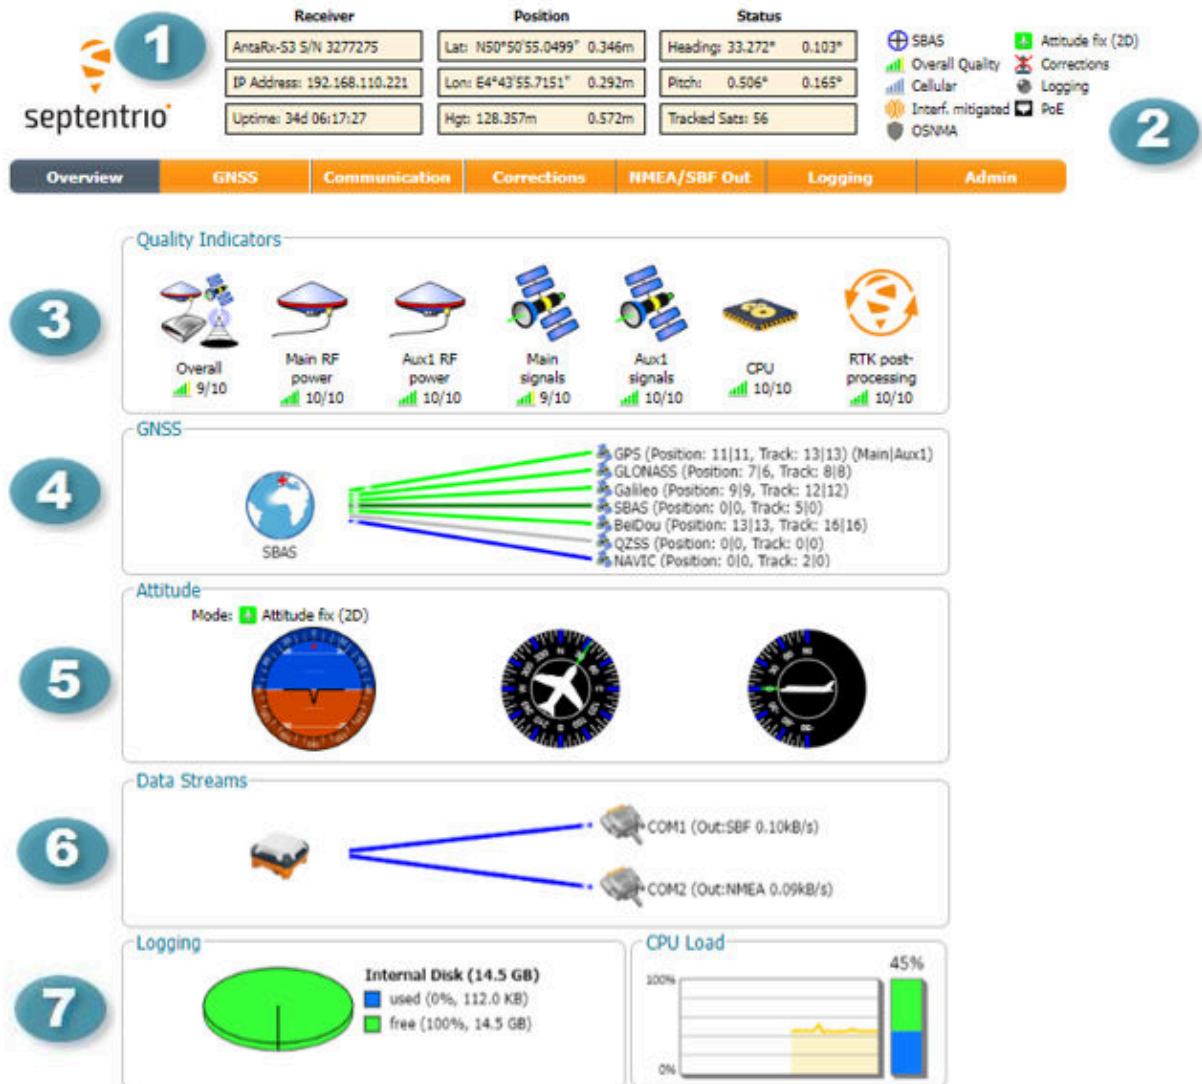 Receiver
Position
Status
1
septentrio
AntaRx-S3 S/N 3277275
IP Address: 192.168.110.221
Uptime: 34d 06:17:27
Lat: N50°50'55.0499" 0.346m
Lon: E4°43'55.7151" 0.292m
Hgt: 128.357m 0.572m
Heading: 33.272° 0.103°
Pitch: 0.506° 0.165°
Tracked Sats: 56
SBAS
Attitude fix (2D)
Overall Quality
Corrections
Cellular
Logging
Interf. mitigated
PoE
OSNMA
2
Overview GNSS Communication Corrections NMEA/SBF Out Logging Admin
3
Quality Indicators
Overall
9/10
Main RF
power
10/10
Aux1 RF
power
10/10
Main
signals
9/10
Aux1
signals
10/10
CPU
10/10
RTK post-
processing
10/10
4
GNSS
SBAS
GPS (Position: 11|11, Track: 13|13) (Main|Aux1)
GLONASS (Position: 7|6, Track: 8|8)
Galileo (Position: 9|9, Track: 12|12)
SBAS (Position: 0|0, Track: 5|0)
BeiDou (Position: 13|13, Track: 16|16)
QZSS (Position: 0|0, Track: 0|0)
NAVIC (Position: 0|0, Track: 2|0)
5
Attitude
Mode: Attitude fix (2D)
6
Data Streams
COM1 (Out:SBF 0.10kB/s)
COM2 (Out:NMEA 0.09kB/s)
7
Logging
Internal Disk (14.5 GB)
used (0%, 112.0 KB)
free (100%, 14.5 GB)
CPU Load
45%
100%
0%